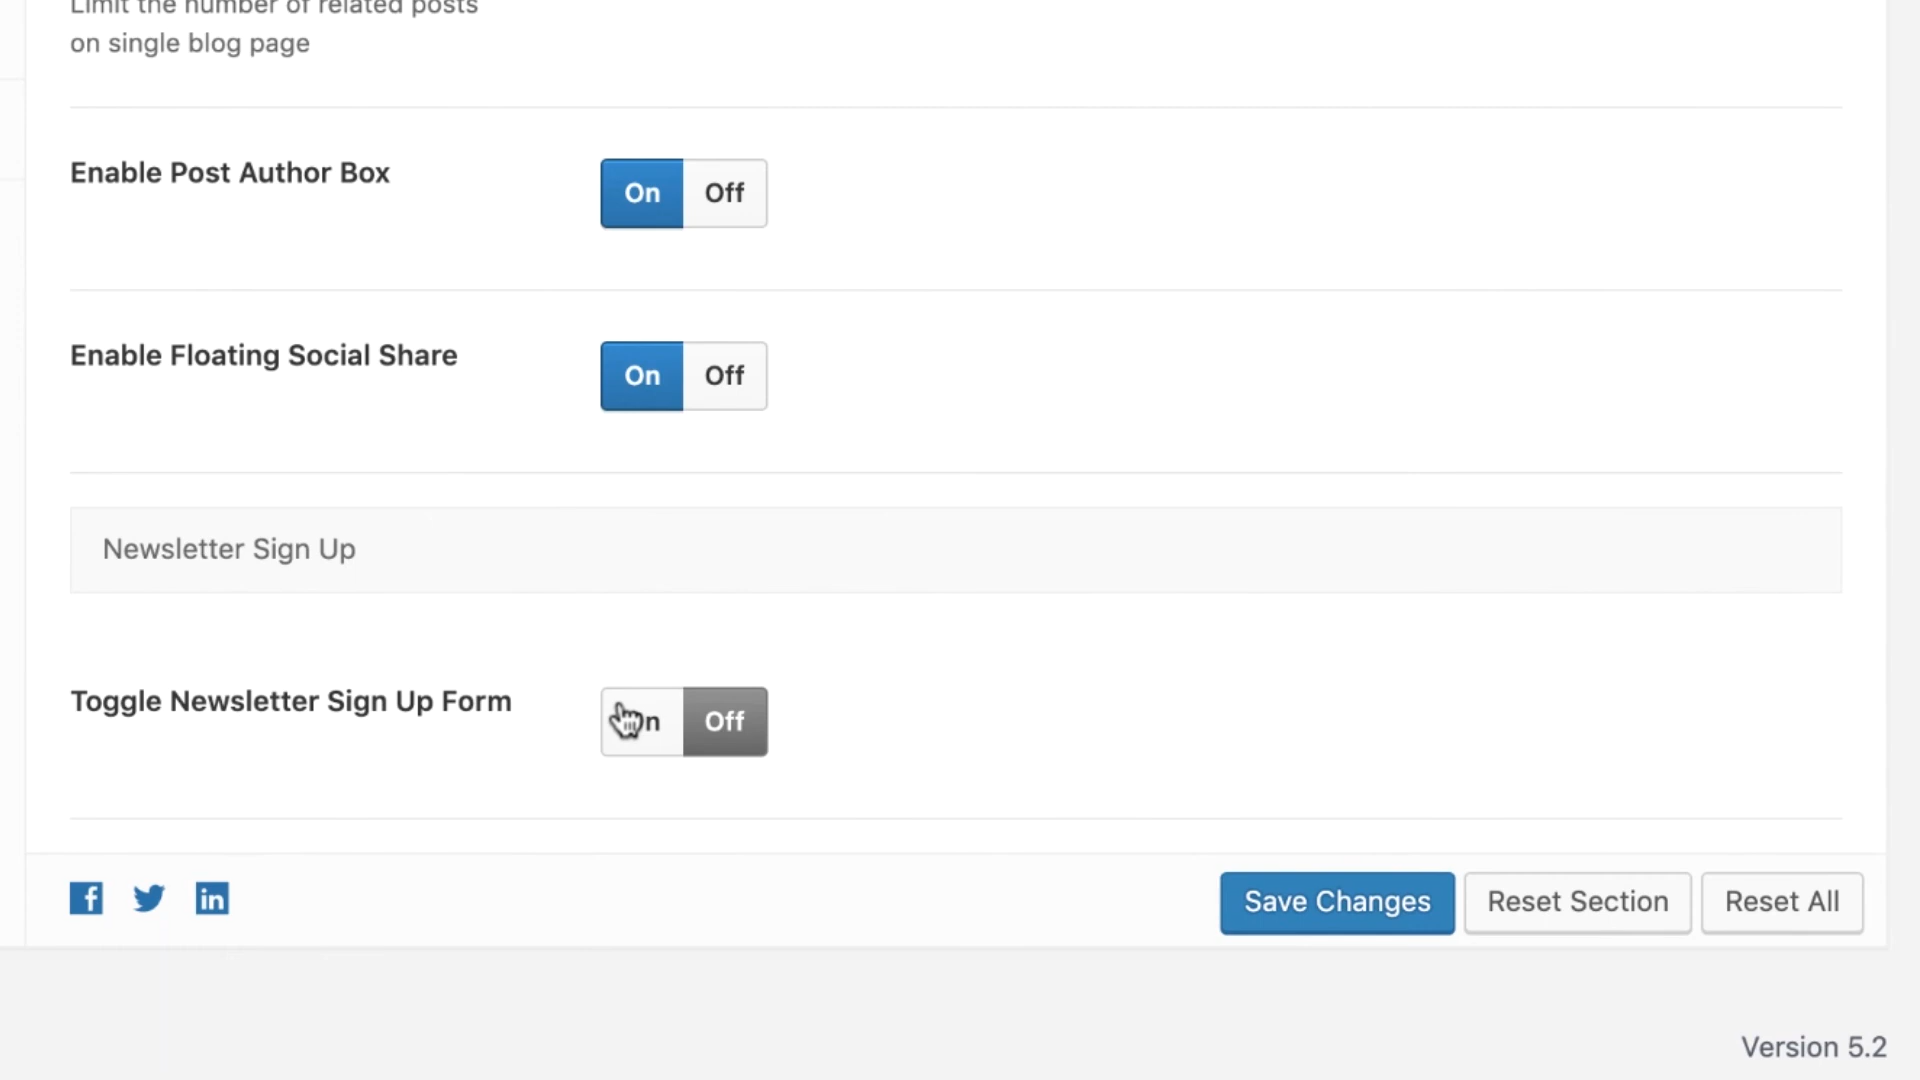 Limit the number of related posts
on single blog page
Enable Post Author Box
On Off
Enable Floating Social Share
On Off
Newsletter Sign Up
Toggle Newsletter Sign Up Form
Off
Save Changes Reset Section Reset All
Version 5.2